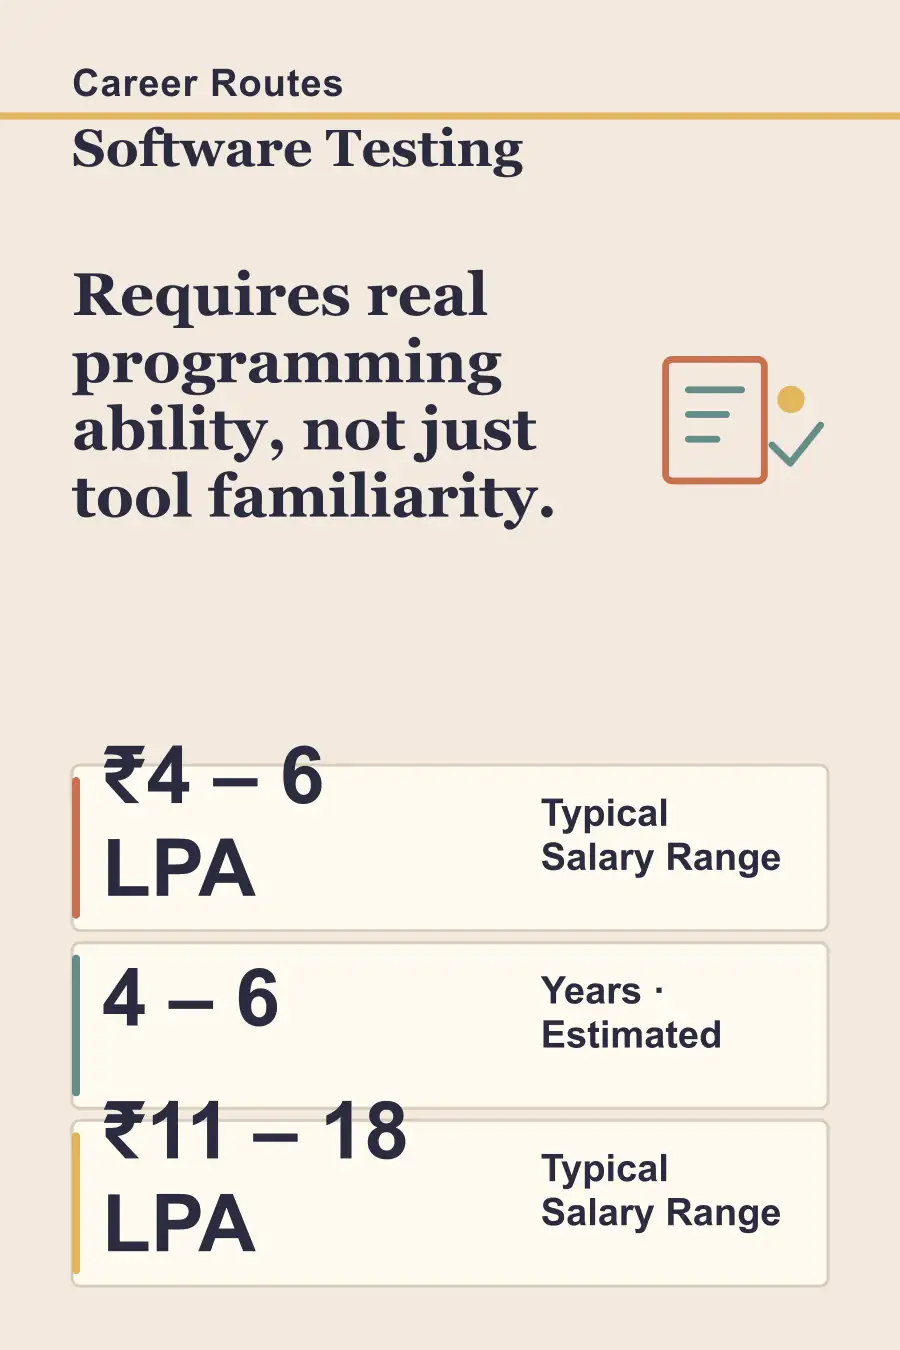 Career Routes
Software Testing
Requires real
programming
ability, not just
tool familiarity.
₹4 – 6
LPA
Typical
Salary Range
4 – 6
Years ·
Estimated
₹11 – 18
LPA
Typical
Salary Range